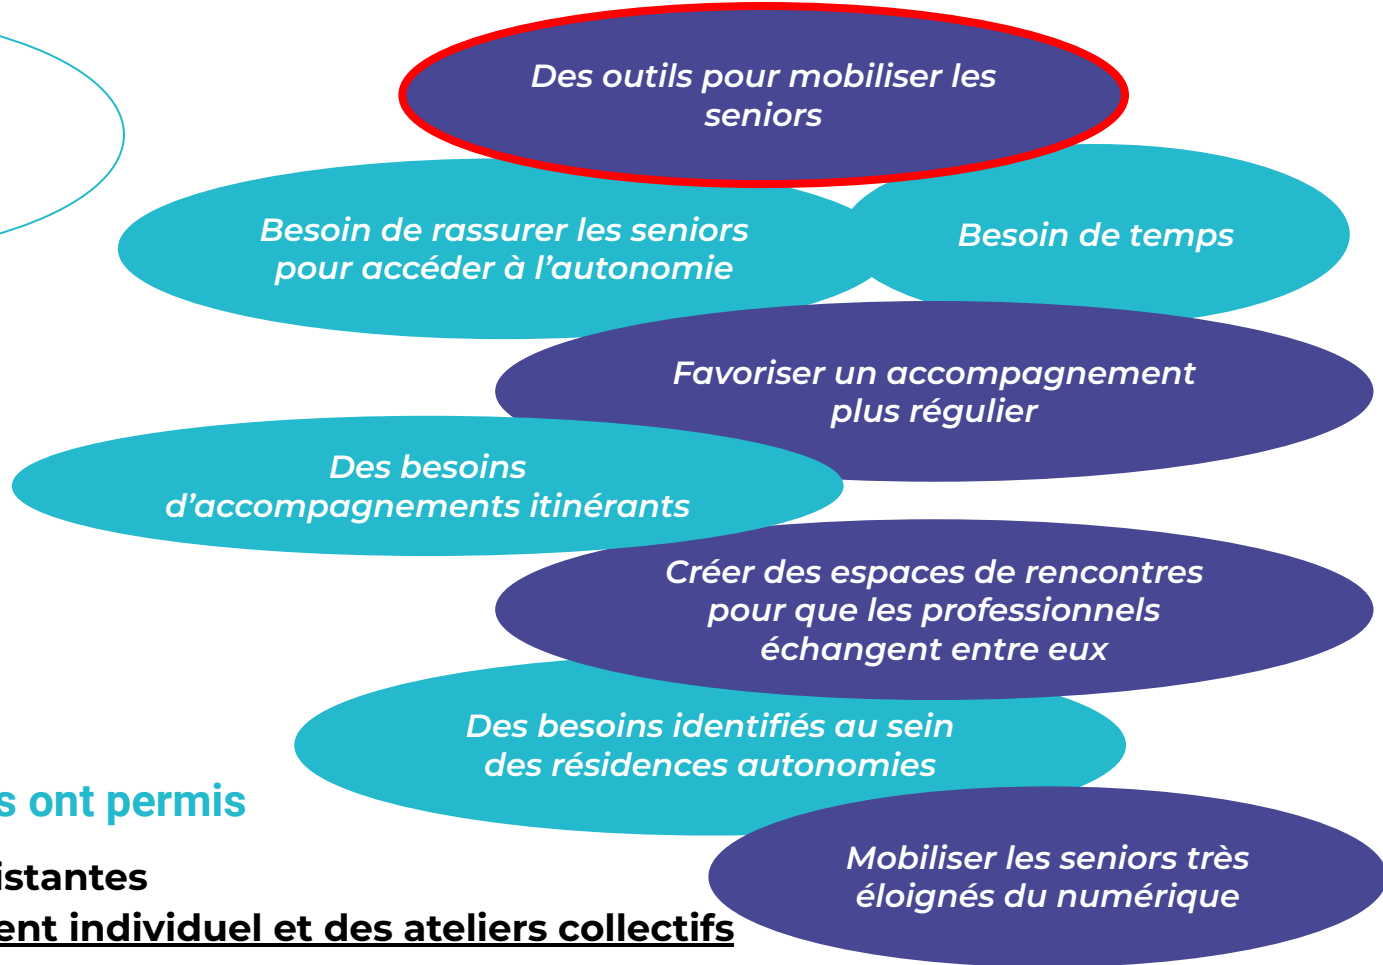 Des outils pour mobiliser les
seniors
Besoin de rassurer les seniors
pour accéder à l’autonomie
Besoin de temps
Favoriser un accompagnement
plus régulier
Des besoins
d’accompagnements itinérants
Créer des espaces de rencontres
pour que les professionnels
échangent entre eux
Des besoins identifiés au sein
des résidences autonomies
s ont permis
Mobiliser les seniors très
éloignés du numérique
istantes
ent individuel et des ateliers collectifs